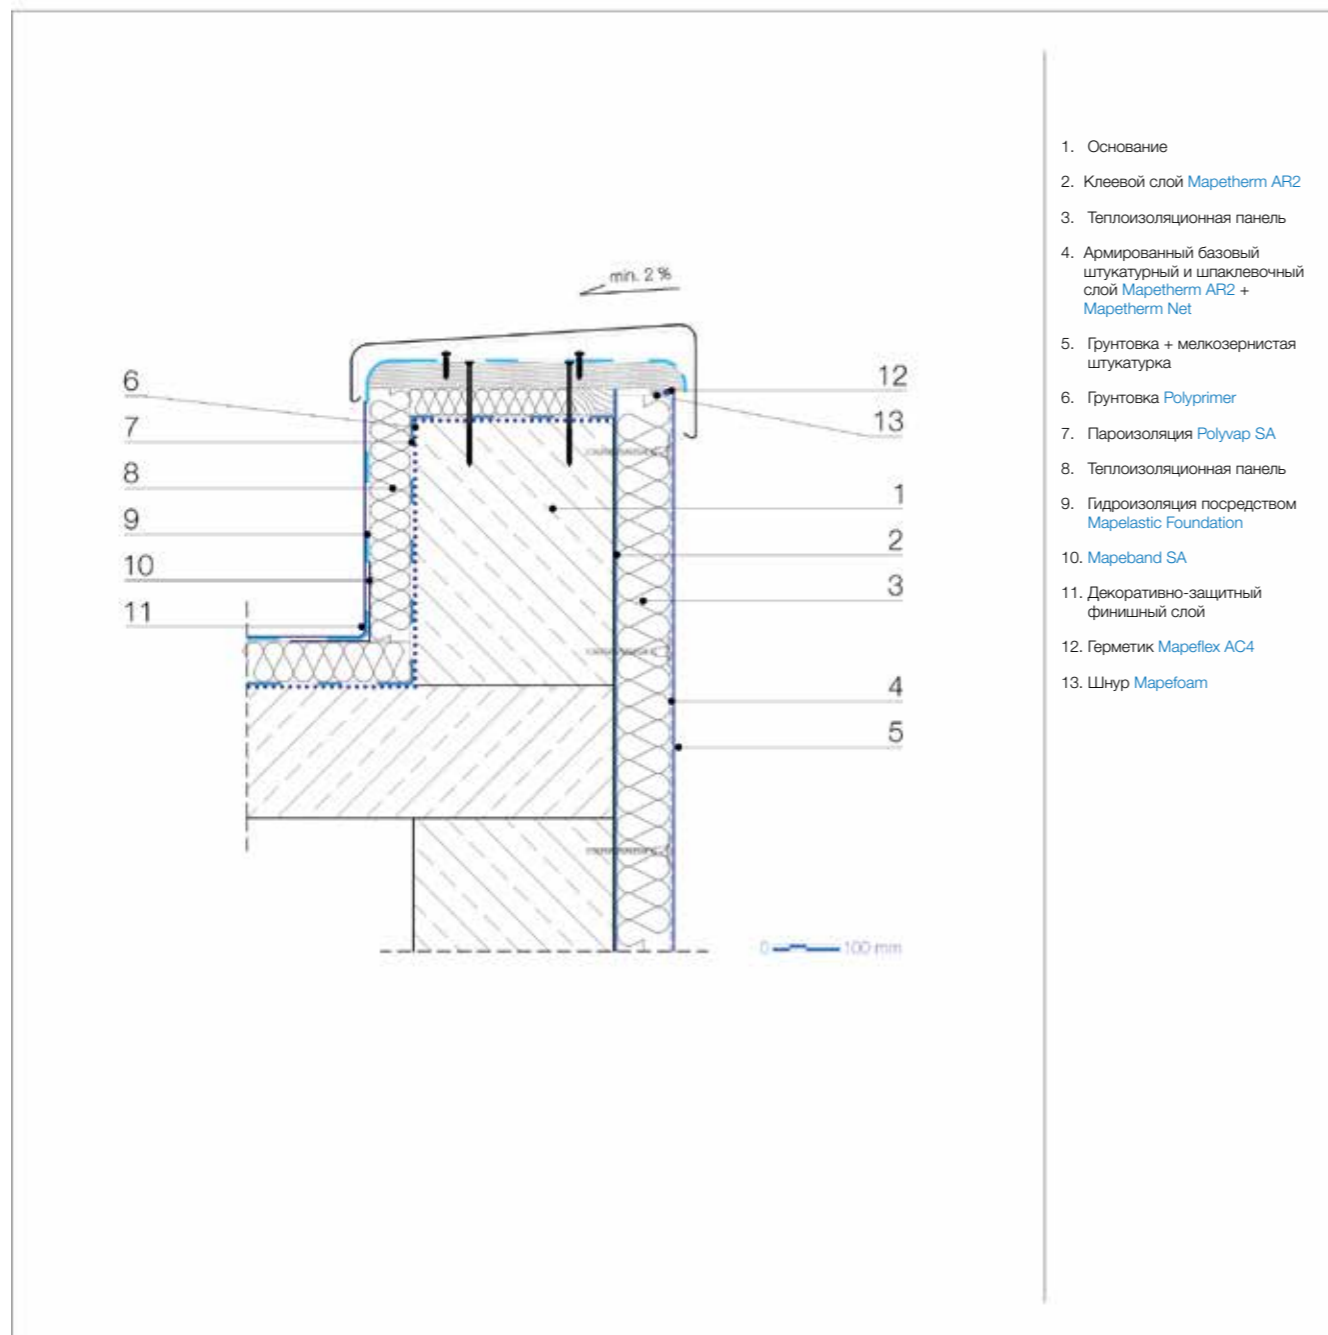 min. 2 %
6
7
8
9
10
11
12
13
1
2
3
4
5
0 100 mm
1. Основание
2. Клеевой слой Mapetherm AR2
3. Теплоизоляционная панель
4. Армированный базовый
штукатурный и шпаклевочный
слой Mapetherm AR2 +
Mapetherm Net
5. Грунтовка + мелкозернистая
штукатурка
6. Грунтовка Polyprimer
7. Пароизоляция Polyvap SA
8. Теплоизоляционная панель
9. Гидроизоляция посредством
Mapelastic Foundation
10. Mapeband SA
11. Декоративно-защитный
финишный слой
12. Герметик Mapeflex AC4
13. Шнур Mapefoam